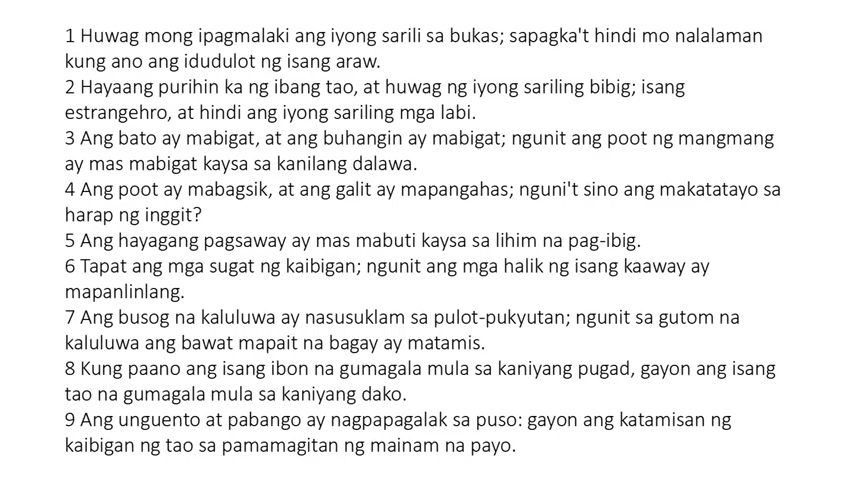 1 Huwag mong ipagmalaki ang iyong sarili sa bukas; sapagka't hindi mo nalalaman
kung ano ang idudulot ng isang araw.
2 Hayaang purihin ka ng ibang tao, at huwag ng iyong sariling bibig; isang
estrangehro, at hindi ang iyong sariling mga labi.
3 Ang bato ay mabigat, at ang buhangin ay mabigat; ngunit ang poot ng mangmang
ay mas mabigat kaysa sa kanilang dalawa.
4 Ang poot ay mabagsik, at ang galit ay mapangahas; nguni't sino ang makatatayo sa
harap ng inggit?
5 Ang hayagang pagsaway ay mas mabuti kaysa sa lihim na pag-ibig.
6 Tapat ang mga sugat ng kaibigan; ngunit ang mga halik ng isang kaaway ay
mapanlinlang.
7 Ang busog na kaluluwa ay nasusuklam sa pulot-pukyutan; ngunit sa gutom na
kaluluwa ang bawat mapait na bagay ay matamis.
8 Kung paano ang isang ibon na gumagala mula sa kaniyang pugad, gayon ang isang
tao na gumagala mula sa kaniyang dako.
9 Ang unguento at pabango ay nagpapagalak sa puso: gayon ang katamisan ng
kaibigan ng tao sa pamamagitan ng mainam na payo.